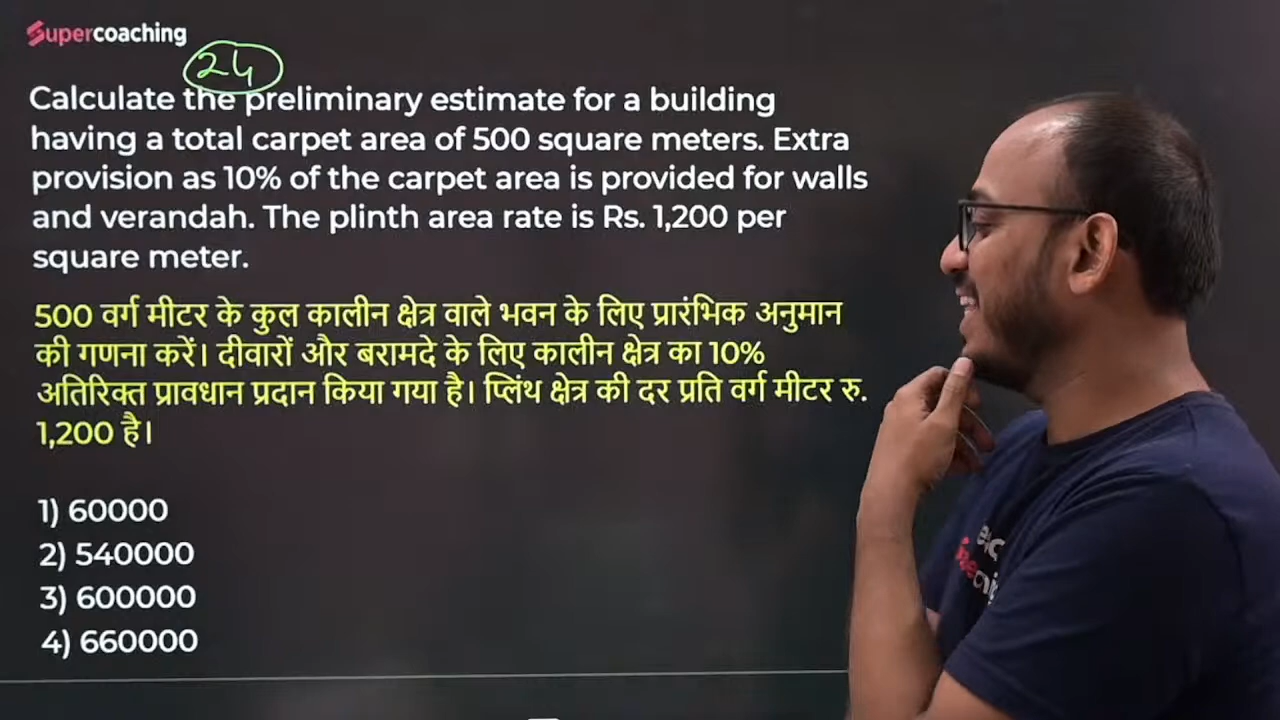 Supercoaching
24
Calculate the preliminary estimate for a building
having a total carpet area of 500 square meters. Extra
provision as 10% of the carpet area is provided for walls
and verandah. The plinth area rate is Rs. 1,200 per
square meter.
500 वर्ग मीटर के कुल कालीन क्षेत्र वाले भवन के लिए प्रारंभिक अनुमान
की गणना करें। दीवारों और बरामदे के लिए कालीन क्षेत्र का 10%
अतिरिक्त प्रावधान प्रदान किया गया है। प्लिंथ क्षेत्र की दर प्रति वर्ग मीटर रु.
1,200 है।
1) 60000
2) 540000
3) 600000
4) 660000